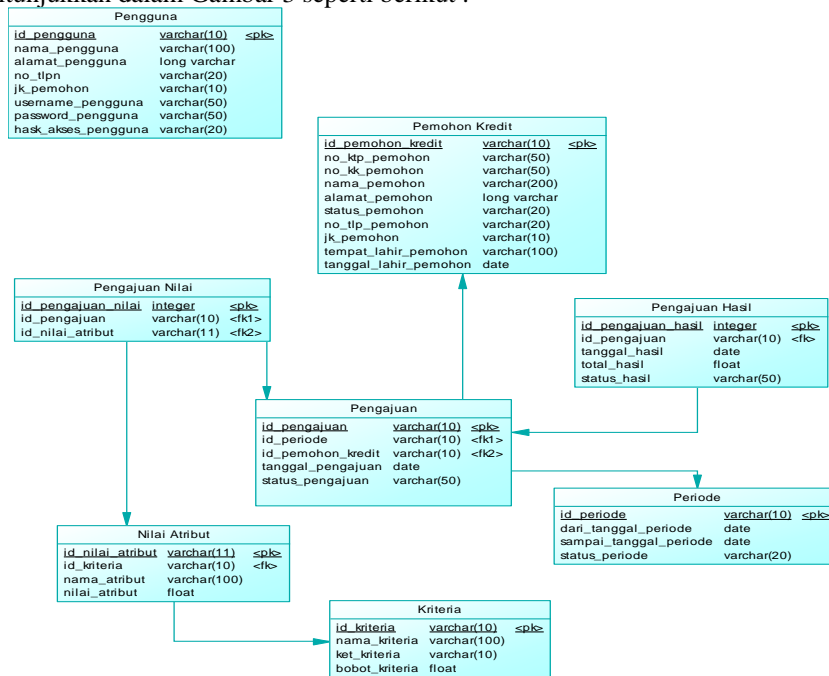 dalam Gambar 3 seperti berikut :
Pengguna
id_pengguna varchar(10) <pk>
nama_pengguna varchar(100)
alamat_pengguna long varchar
no_tlpn varchar(20)
jk_pemohon varchar(10)
username_pengguna varchar(50)
password_pengguna varchar(50)
hask_akses_pengguna varchar(20)
Pemohon Kredit
id_pemohon_kredit varchar(10) <pk>
no_ktp_pemohon varchar(50)
no_kk_pemohon varchar(50)
nama_pemohon varchar(200)
alamat_pemohon long varchar
status_pemohon varchar(20)
no_tlp_pemohon varchar(20)
jk_pemohon varchar(10)
tempat_lahir_pemohon varchar(100)
tanggal_lahir_pemohon date
Pengajuan Nilai
id_pengajuan_nilai integer <pk>
id_pengajuan varchar(10) <fk1>
id_nilai_atribut varchar(11) <fk2>
Pengajuan Hasil
id_pengajuan_hasil integer <pk>
id_pengajuan varchar(10) <fk>
tanggal_hasil date
total_hasil float
status_hasil varchar(50)
Pengajuan
id_pengajuan varchar(10) <pk>
id_periode varchar(10) <fk1>
id_pemohon_kredit varchar(10) <fk2>
tanggal_pengajuan date
status_pengajuan varchar(50)
Periode
id_periode varchar(10) <pk>
dari_tanggal_periode date
sampai_tanggal_periode date
status_periode varchar(20)
Nilai Atribut
id_nilai_atribut varchar(11) <pk>
id_kriteria varchar(10) <fk>
nama_atribut varchar(100)
nilai_atribut float
Kriteria
id_kriteria varchar(10) <pk>
nama_kriteria varchar(100)
ket_kriteria varchar(10)
bobot_kriteria float